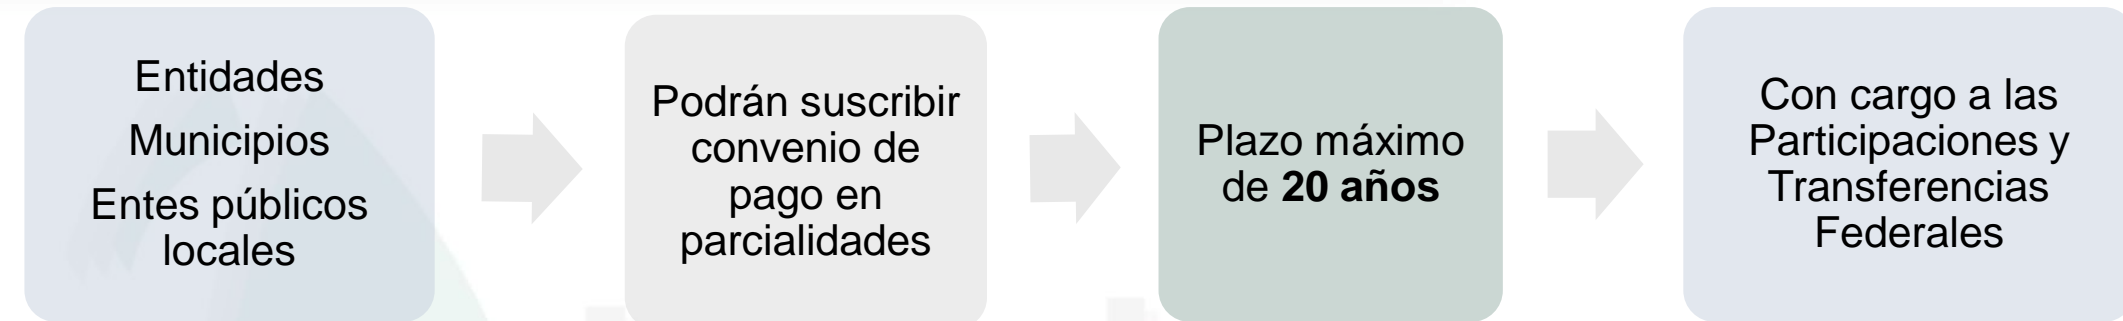 Entidades
Municipios
Entes públicos
locales
Podrán suscribir
convenio de
pago en
parcialidades
Plazo máximo
de 20 años
Con cargo a las
Participaciones y
Transferencias
Federales